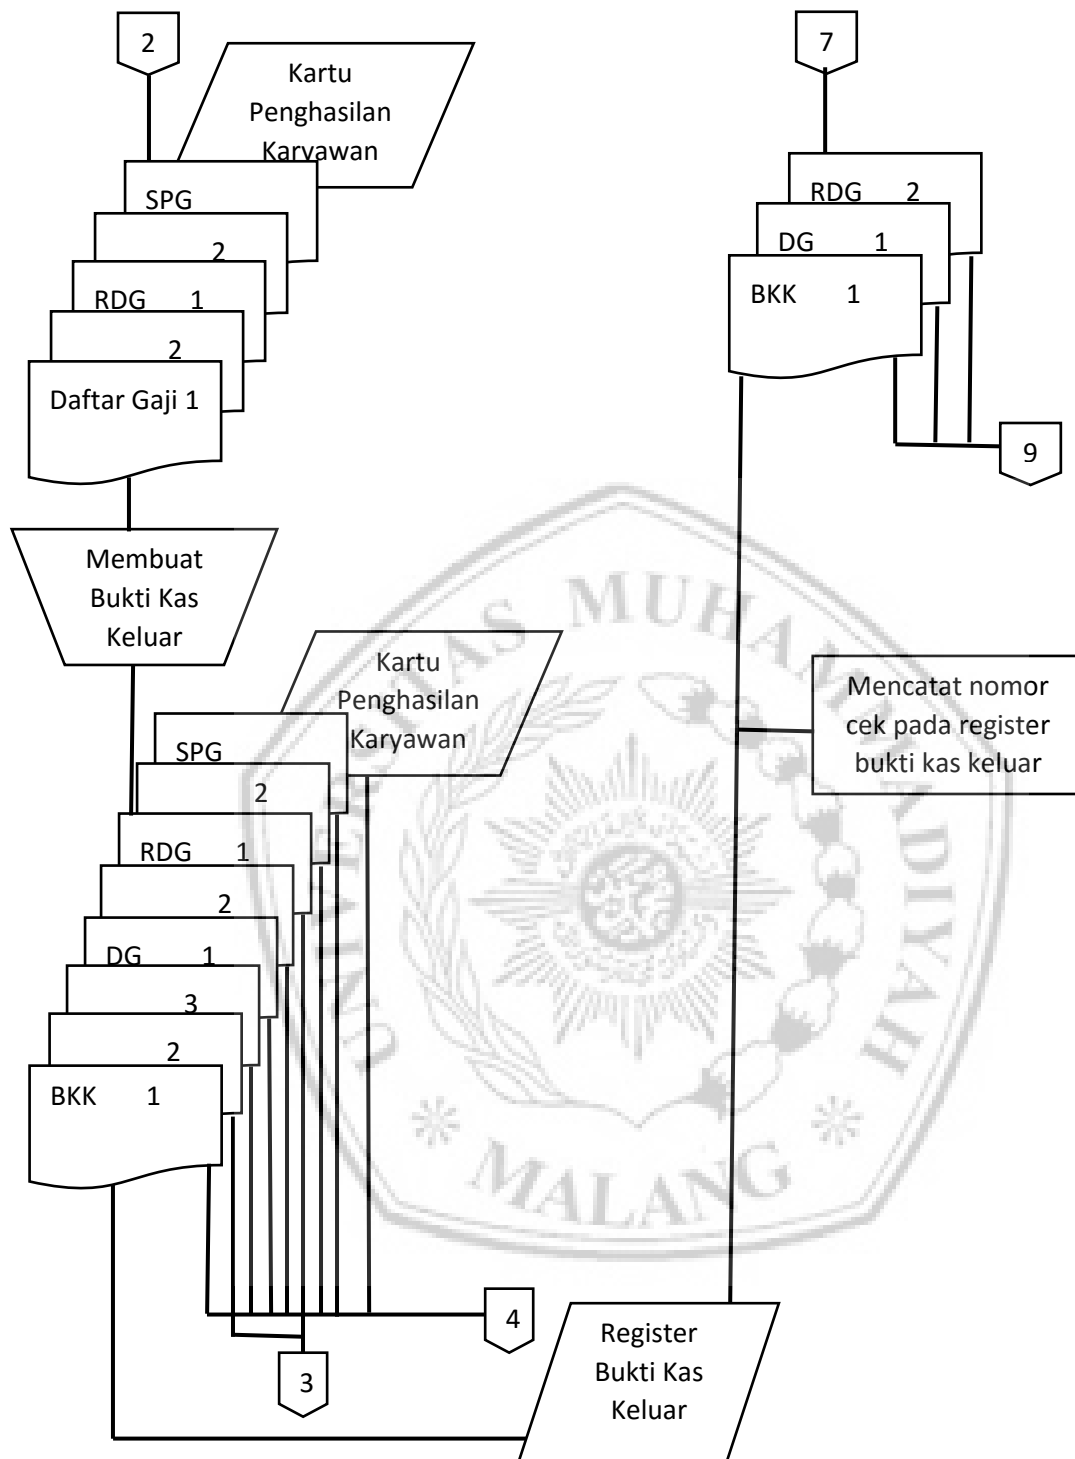 2
Kartu
Penghasilan
Karyawan
SPG
2
RDG 1
2
Daftar Gaji 1
Membuat
Bukti Kas
Keluar
Kartu
Penghasilan
Karyawan
SPG
2
RDG 1
2
DG 1
3
2
BKK 1
4
3
7
RDG 2
DG 1
BKK 1
9
Mencatat nomor
cek pada register
bukti kas keluar
Register
Bukti Kas
Keluar
UNIVERSITAS MUHAMMADIYAH
MALANG